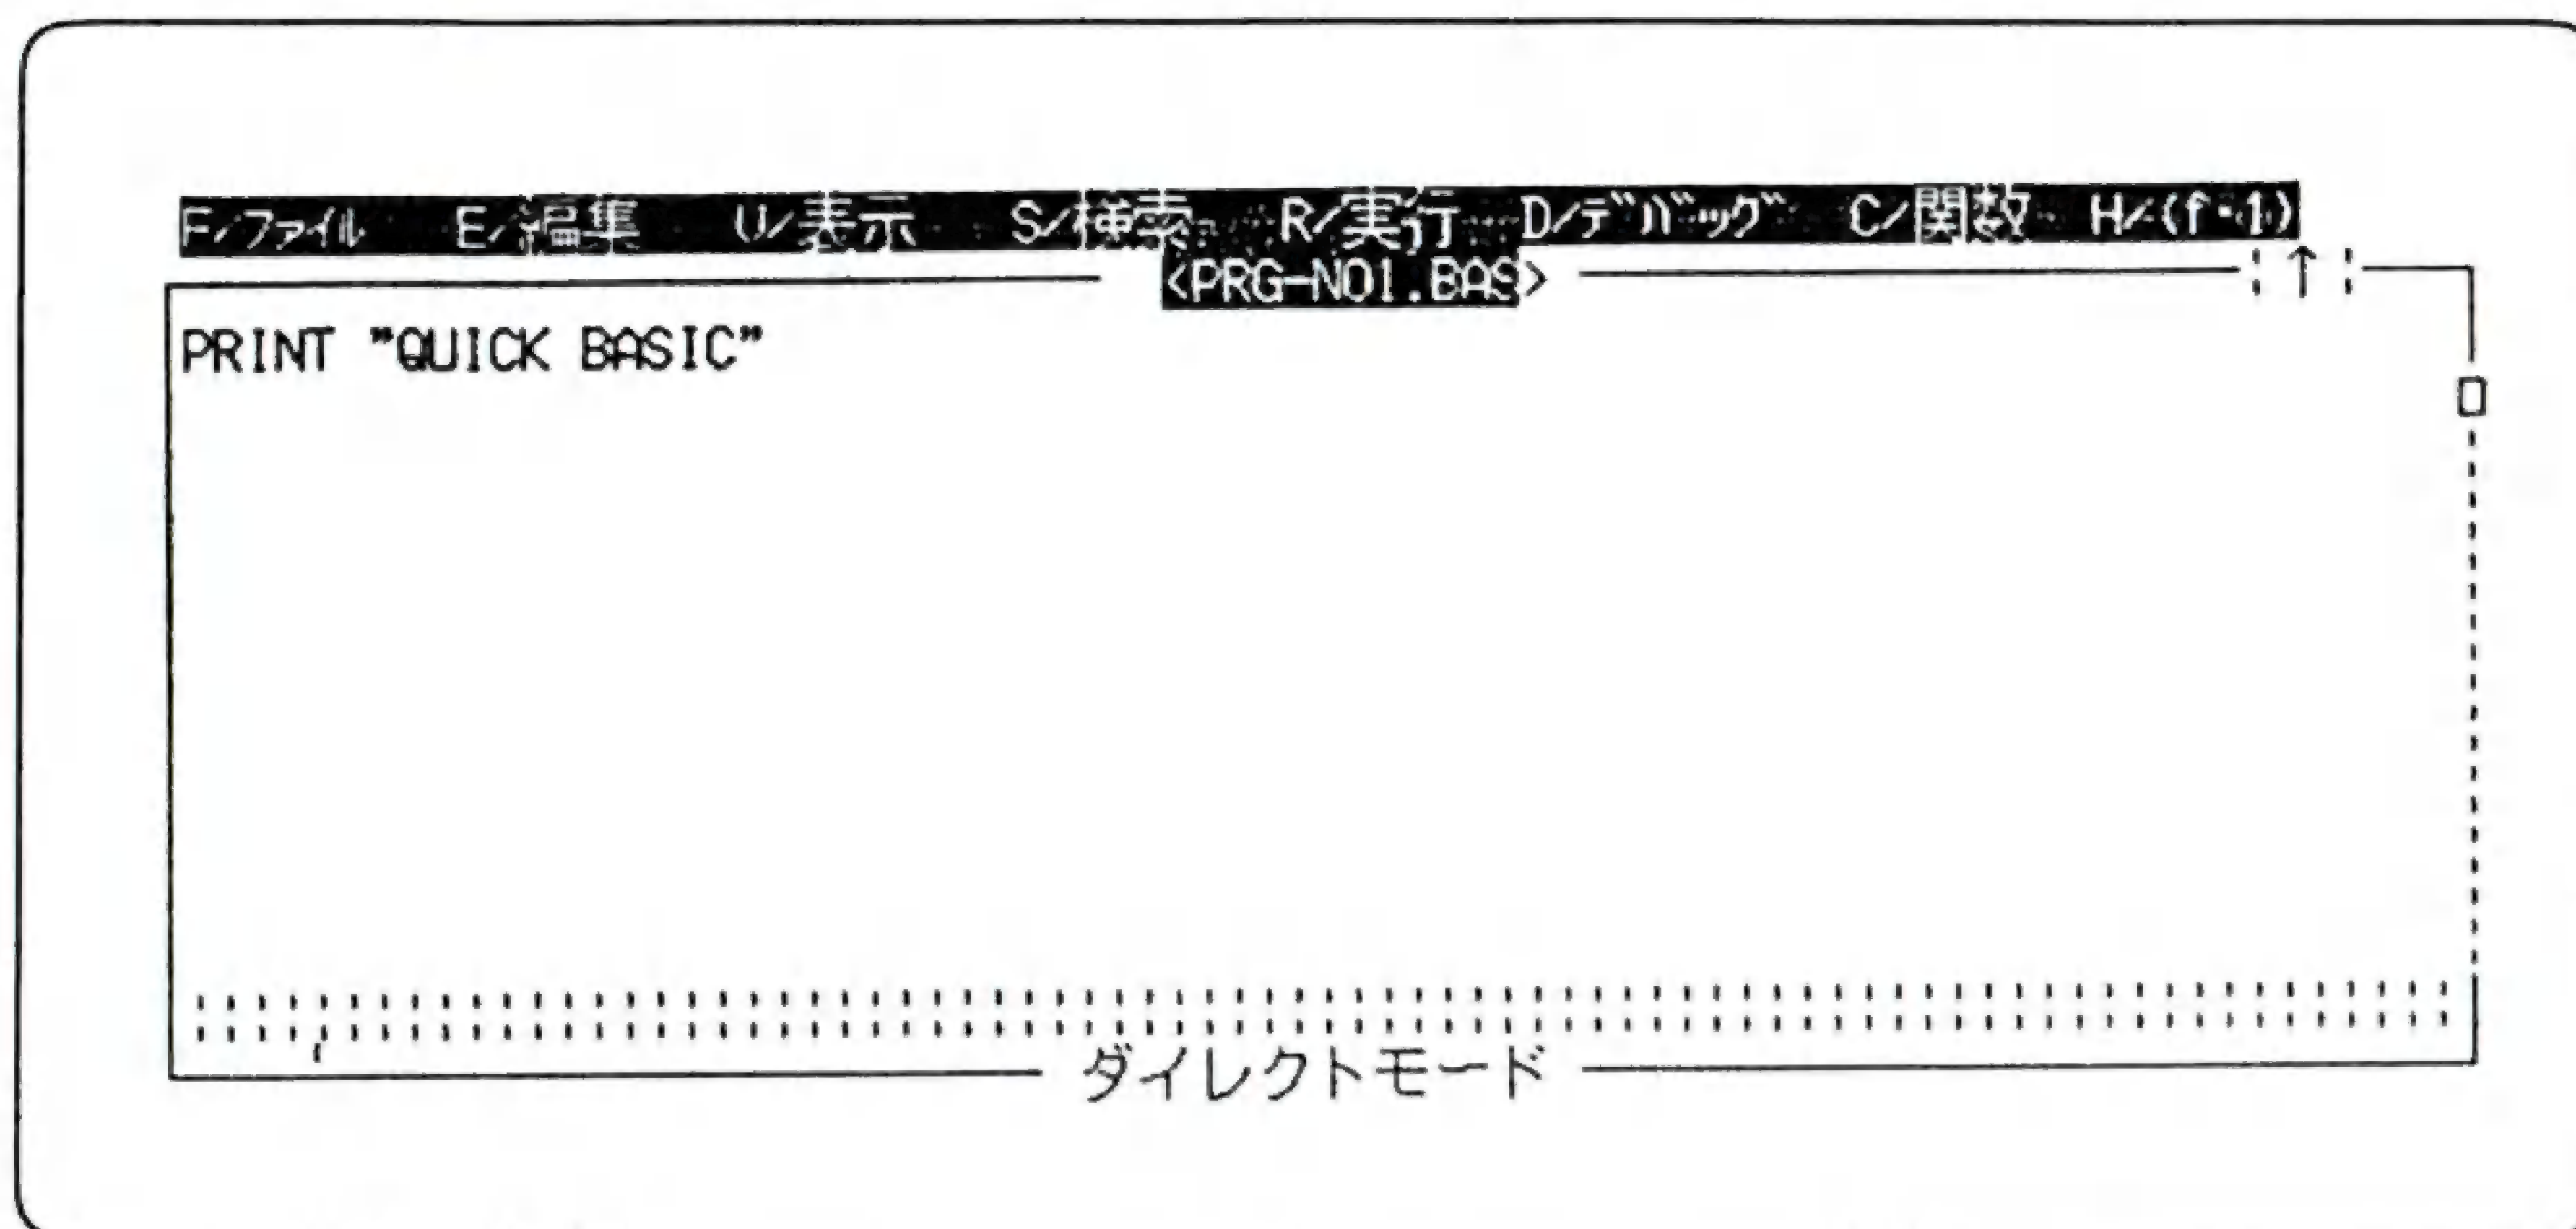 F/ファイル E/編集 V/表示 S/検索 R/実行 D/デバッグ C/関数 H/(f・1)
<PRG-NO1.BAS> ↑
PRINT "QUICK BASIC"
ダイレクトモード